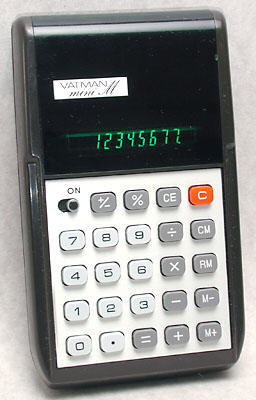 VATMAN
mini M
12345677.
ON
+/- % CE C
7 8 9 ÷ CM
4 5 6 × RM
1 2 3 − M−
0 • = + M+